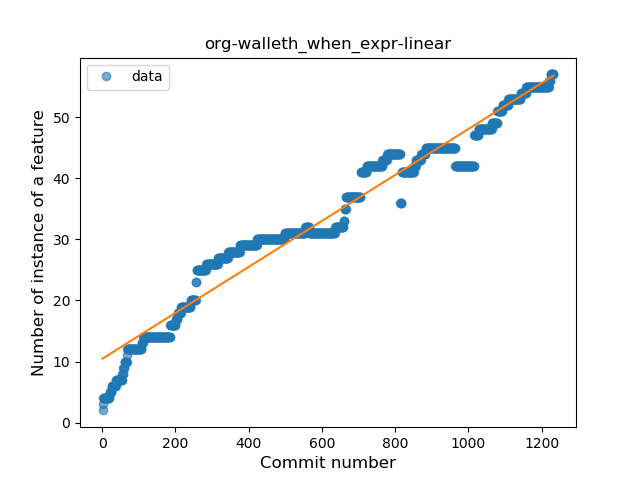 org-walleth_when_expr-linear
data
Number of instance of a feature
50
40
30
20
10
0
0 200 400 600 800 1000 1200
Commit number